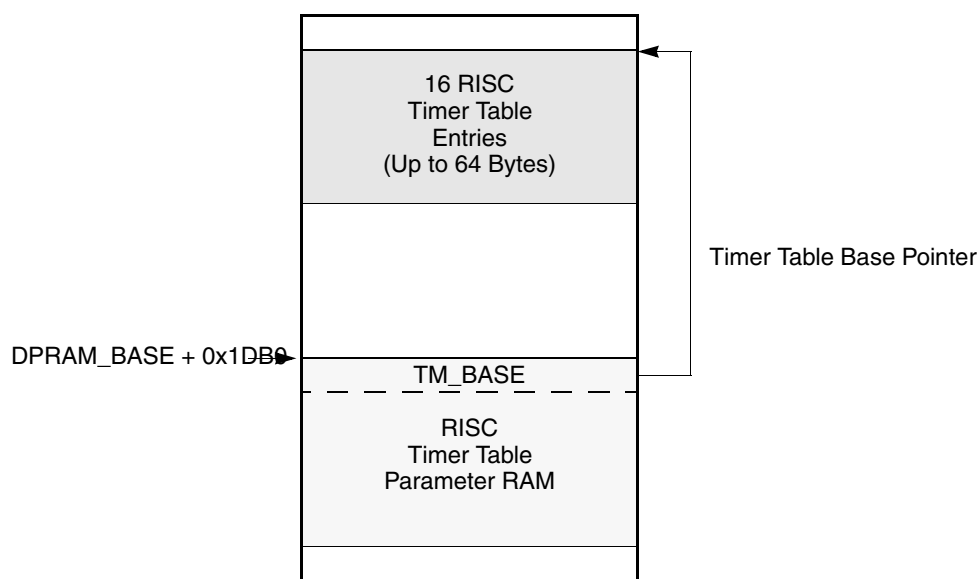 16 RISC
Timer Table
Entries
(Up to 64 Bytes)
Timer Table Base Pointer
DPRAM_BASE + 0x1DB0
TM_BASE
RISC
Timer Table
Parameter RAM